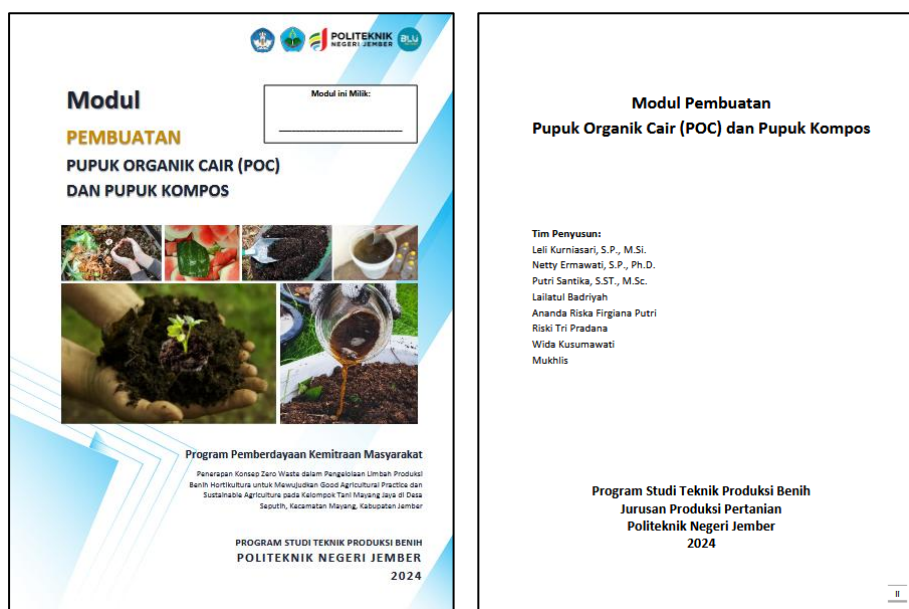 POLITEKNIK
NEGERI JEMBER
BLU
Modul
Modul ini Milik:
PEMBUATAN
PUPUK ORGANIK CAIR (POC)
DAN PUPUK KOMPOS
Program Pemberdayaan Kemitraan Masyarakat
Penerapan Konsep Zero Waste dalam Pengelolaan Limbah Produksi
Benih Hortikultura untuk Mewujudkan Good Agricultural Practice dan
Sustainable Agriculture pada Kelompok Tani Mayang Jaya di Desa
Seputih, Kecamatan Mayang, Kabupaten Jember
PROGRAM STUDI TEKNIK PRODUKSI BENIH
POLITEKNIK NEGERI JEMBER
2024
Modul Pembuatan
Pupuk Organik Cair (POC) dan Pupuk Kompos
Tim Penyusun:
Leli Kurniasari, S.P., M.Si.
Netty Ermawati, S.P., Ph.D.
Putri Santika, S.ST., M.Sc.
Lailatul Badriyah
Ananda Riska Firgiana Putri
Riski Tri Pradana
Wida Kusumawati
Mukhlis
Program Studi Teknik Produksi Benih
Jurusan Produksi Pertanian
Politeknik Negeri Jember
2024
II